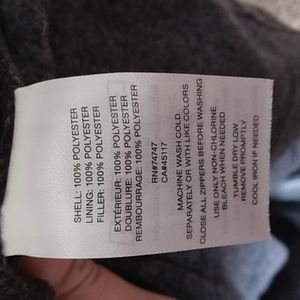 SHELL: 100% POLYESTER
LINING: 100% POLYESTER
FILLER: 100% POLYESTER
EXTÉRIEUR: 100% POLYESTER
DOUBLURE: 100% POLYESTER
REMBOURRAGE: 100% POLYESTER
RN#74747
CA#45117
MACHINE WASH COLD
SEPARATELY OR WITH LIKE COLORS
CLOSE ALL ZIPPERS BEFORE WASHING
USE ONLY NON-CHLORINE
BLEACH WHEN NEEDED
TUMBLE DRY LOW
REMOVE PROMPTLY
COOL IRON IF NEEDED